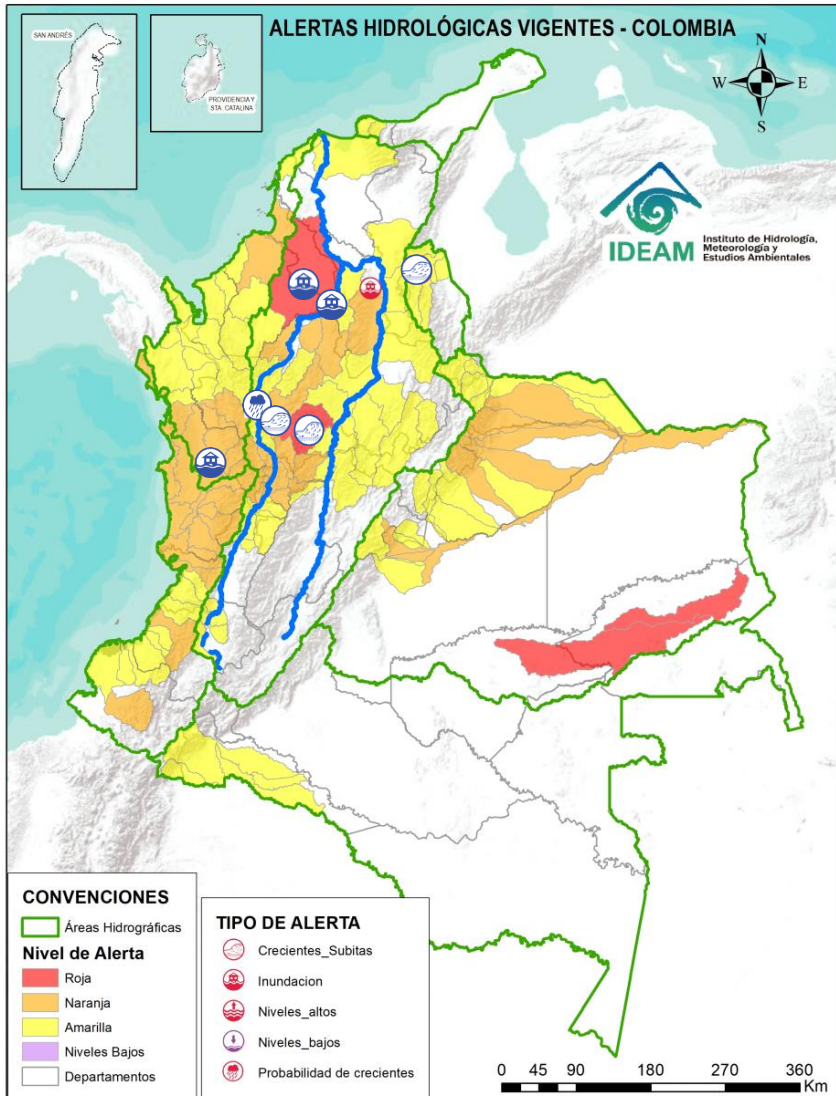 ALERTAS HIDROLÓGICAS VIGENTES - COLOMBIA
SAN ANDRÉS
PROVIDENCIA Y
STA. CATALINA
N
W
E
S
IDEAM
Instituto de Hidrología,
Meteorología y
Estudios Ambientales
CONVENCIONES
Áreas Hidrográficas
Nivel de Alerta
Roja
Naranja
Amarilla
Niveles Bajos
Departamentos
TIPO DE ALERTA
Crecientes_Subitas
Inundacion
Niveles_altos
Niveles_bajos
Probabilidad de crecientes
0 45 90 180 270 360
Km